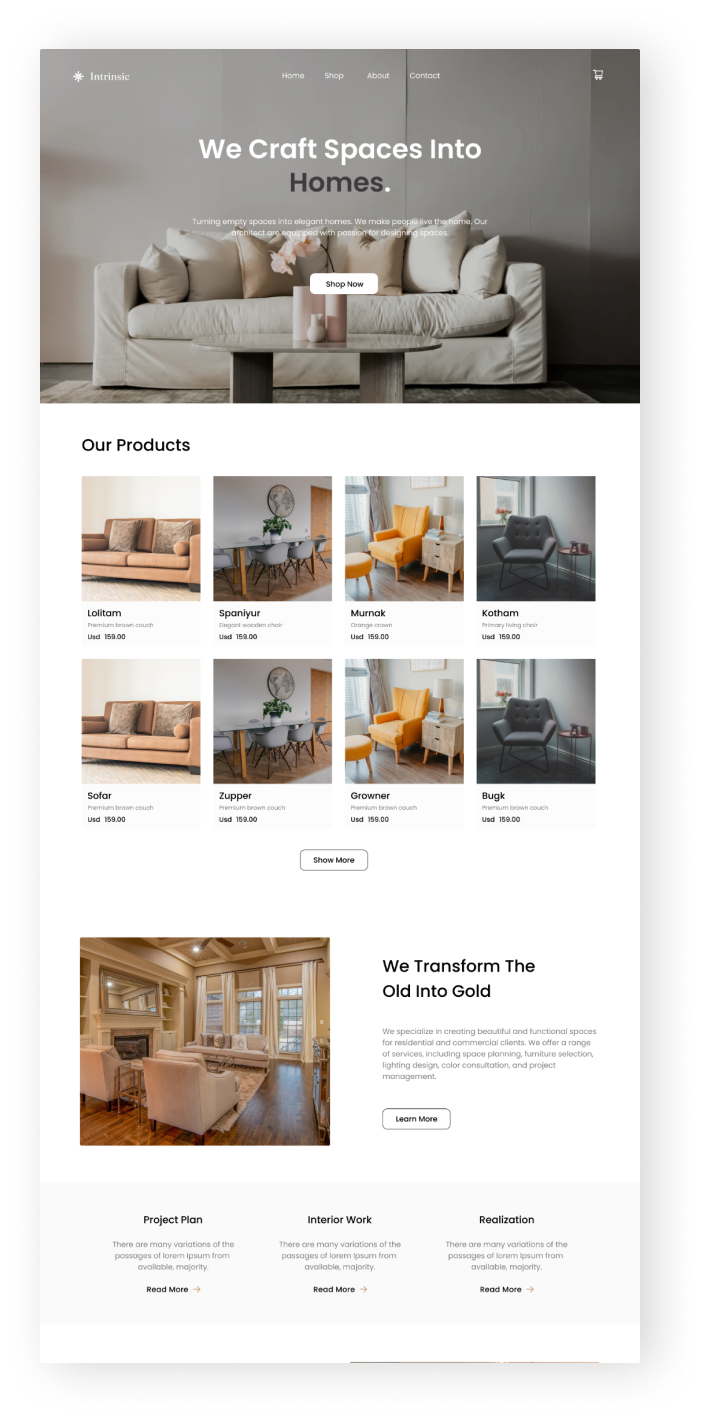 Intrinsic
Home Shop About Contact
We Craft Spaces Into
Homes.
Turning empty spaces into elegant homes. We make people live the home. Our
architect are equipped with passion for designing spaces.
Shop Now
Our Products
Lolitam
Premium brown couch
Usd 159.00
Spaniyur
Elegant wooden chair
Usd 159.00
Murnak
Orange crown
Usd 159.00
Kotham
Primary living chair
Usd 159.00
Sofar
Premium brown couch
Usd 159.00
Zupper
Premium brown couch
Usd 159.00
Growner
Premium brown couch
Usd 159.00
Bugk
Premium brown couch
Usd 159.00
Show More
We Transform The
Old Into Gold
We specialize in creating beautiful and functional spaces
for residential and commercial clients. We offer a range
of services, including space planning, furniture selection,
lighting design, color consultation, and project
management.
Learn More
Project Plan
There are many variations of the
passages of lorem Ipsum from
available, majority.
Read More
Interior Work
There are many variations of the
passages of lorem Ipsum from
available, majority.
Read More
Realization
There are many variations of the
passages of lorem Ipsum from
available, majority.
Read More